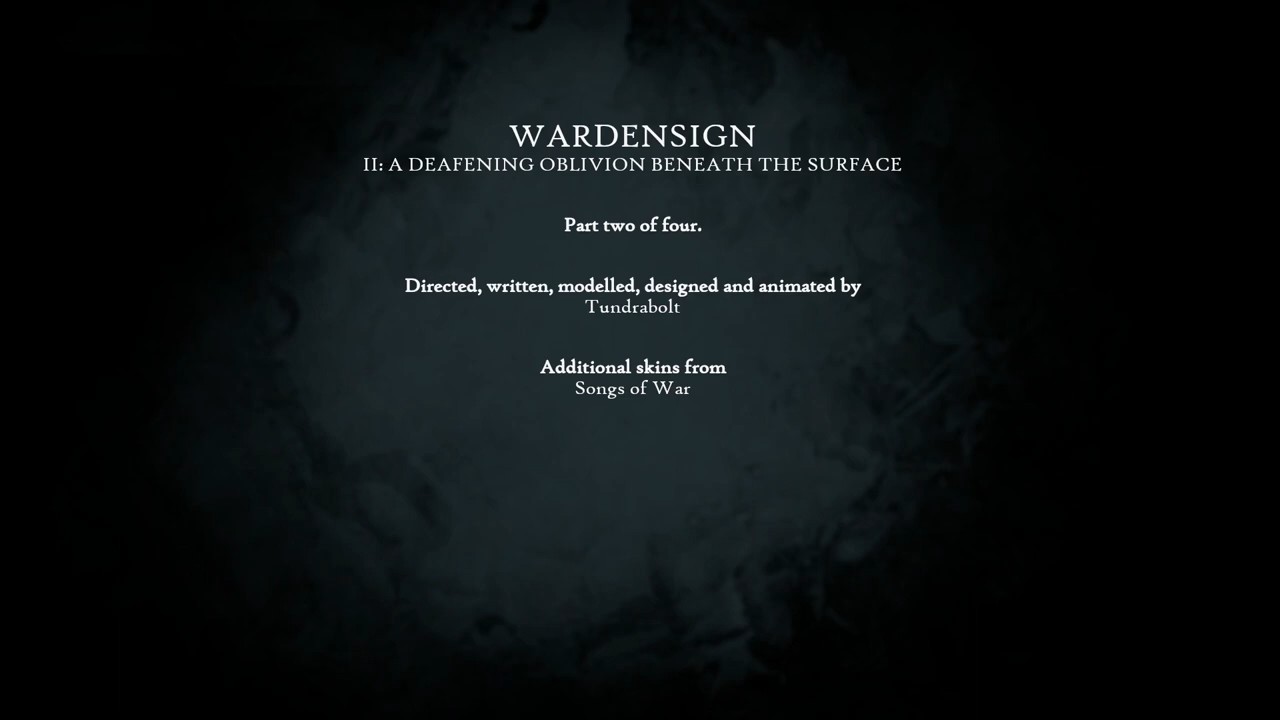 WARDENSIGN
II: A DEAFENING OBLIVION BENEATH THE SURFACE
Part two of four.
Directed, written, modelled, designed and animated by
Tundrabolt
Additional skins from
Songs of War